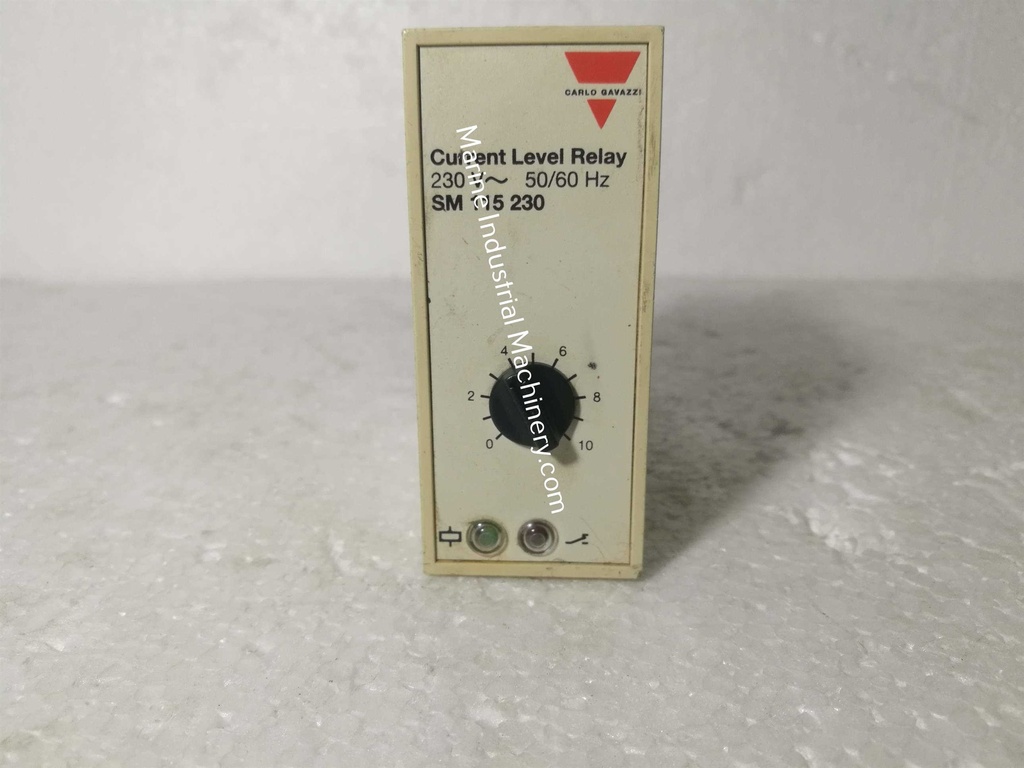 CARLO GAVAZZI
Current Level Relay
230 V~ 50/60 Hz
SM 115 230
4 6
2 8
0 10
Marine Industrial Machinery.com